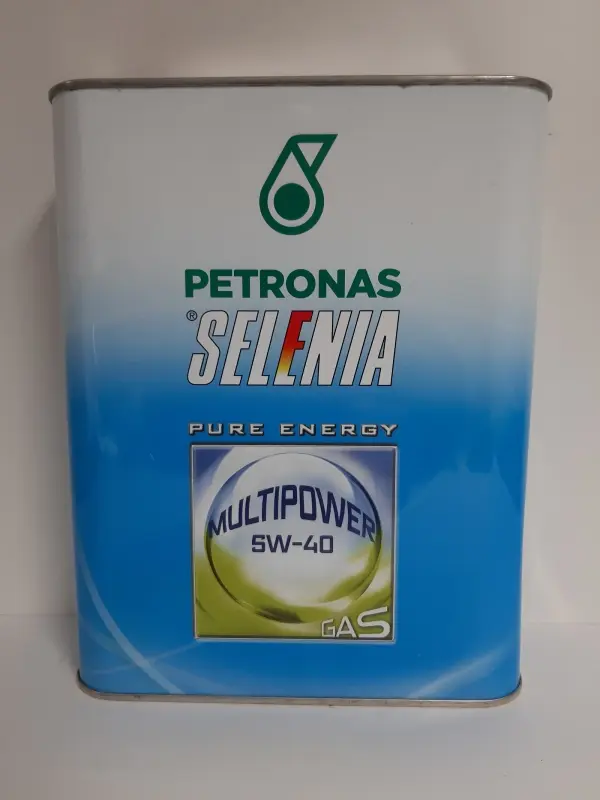 PETRONAS
® SELENIA
PURE ENERGY
MULTIPOWER
5W-40
GAS